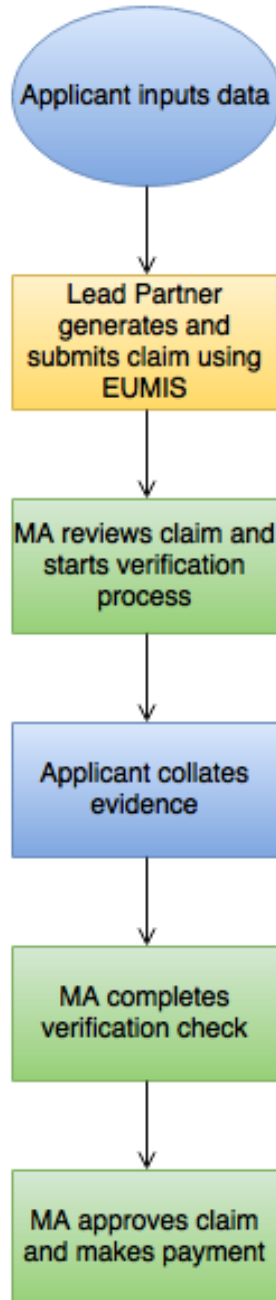 Applicant inputs data
Lead Partner
generates and
submits claim using
EUMIS
MA reviews claim and
starts verification
process
Applicant collates
evidence
MA completes
verification check
MA approves claim
and makes payment